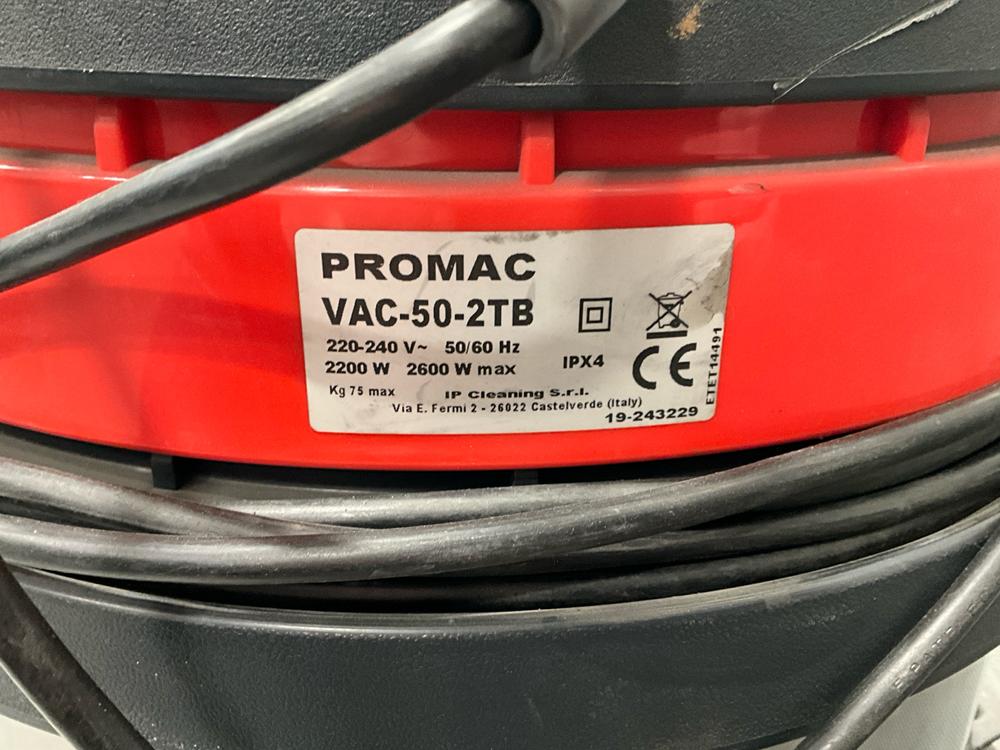 PROMAC
VAC-50-2TB
220-240 V~ 50/60 Hz
2200 W 2600 W max
IPX4
CE
Kg 75 max
IP Cleaning S.r.l.
Via E. Fermi 2 - 26022 Castelverde (Italy)
19-243229
ETET14491